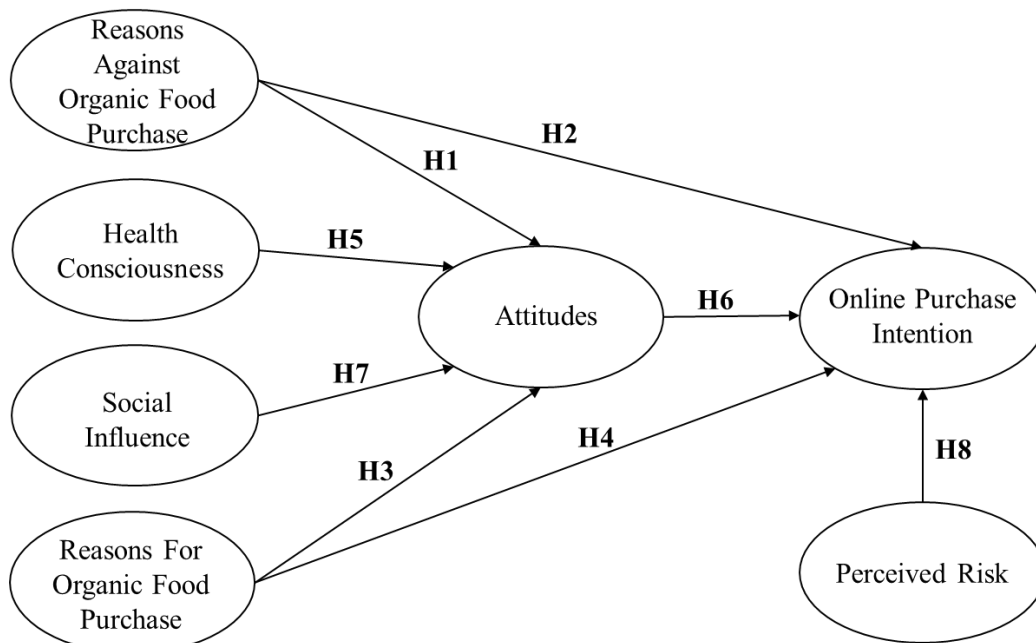 Reasons
Against
Organic Food
Purchase
H2
H1
Health
Consciousness
H5
Attitudes
H6
Online Purchase
Intention
H7
Social
Influence
H3
H4
H8
Reasons For
Organic Food
Purchase
Perceived Risk